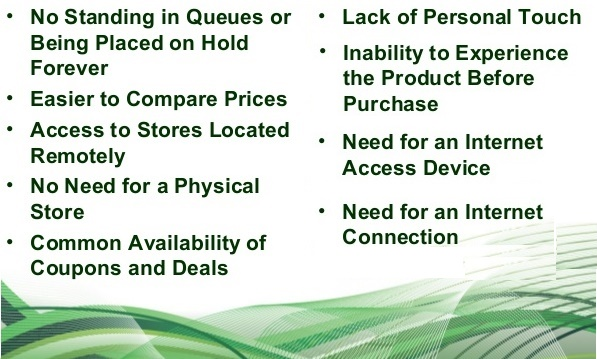 • No Standing in Queues or
Being Placed on Hold
Forever
• Easier to Compare Prices
• Access to Stores Located
Remotely
• No Need for a Physical
Store
• Common Availability of
Coupons and Deals
• Lack of Personal Touch
• Inability to Experience
the Product Before
Purchase
• Need for an Internet
Access Device
• Need for an Internet
Connection